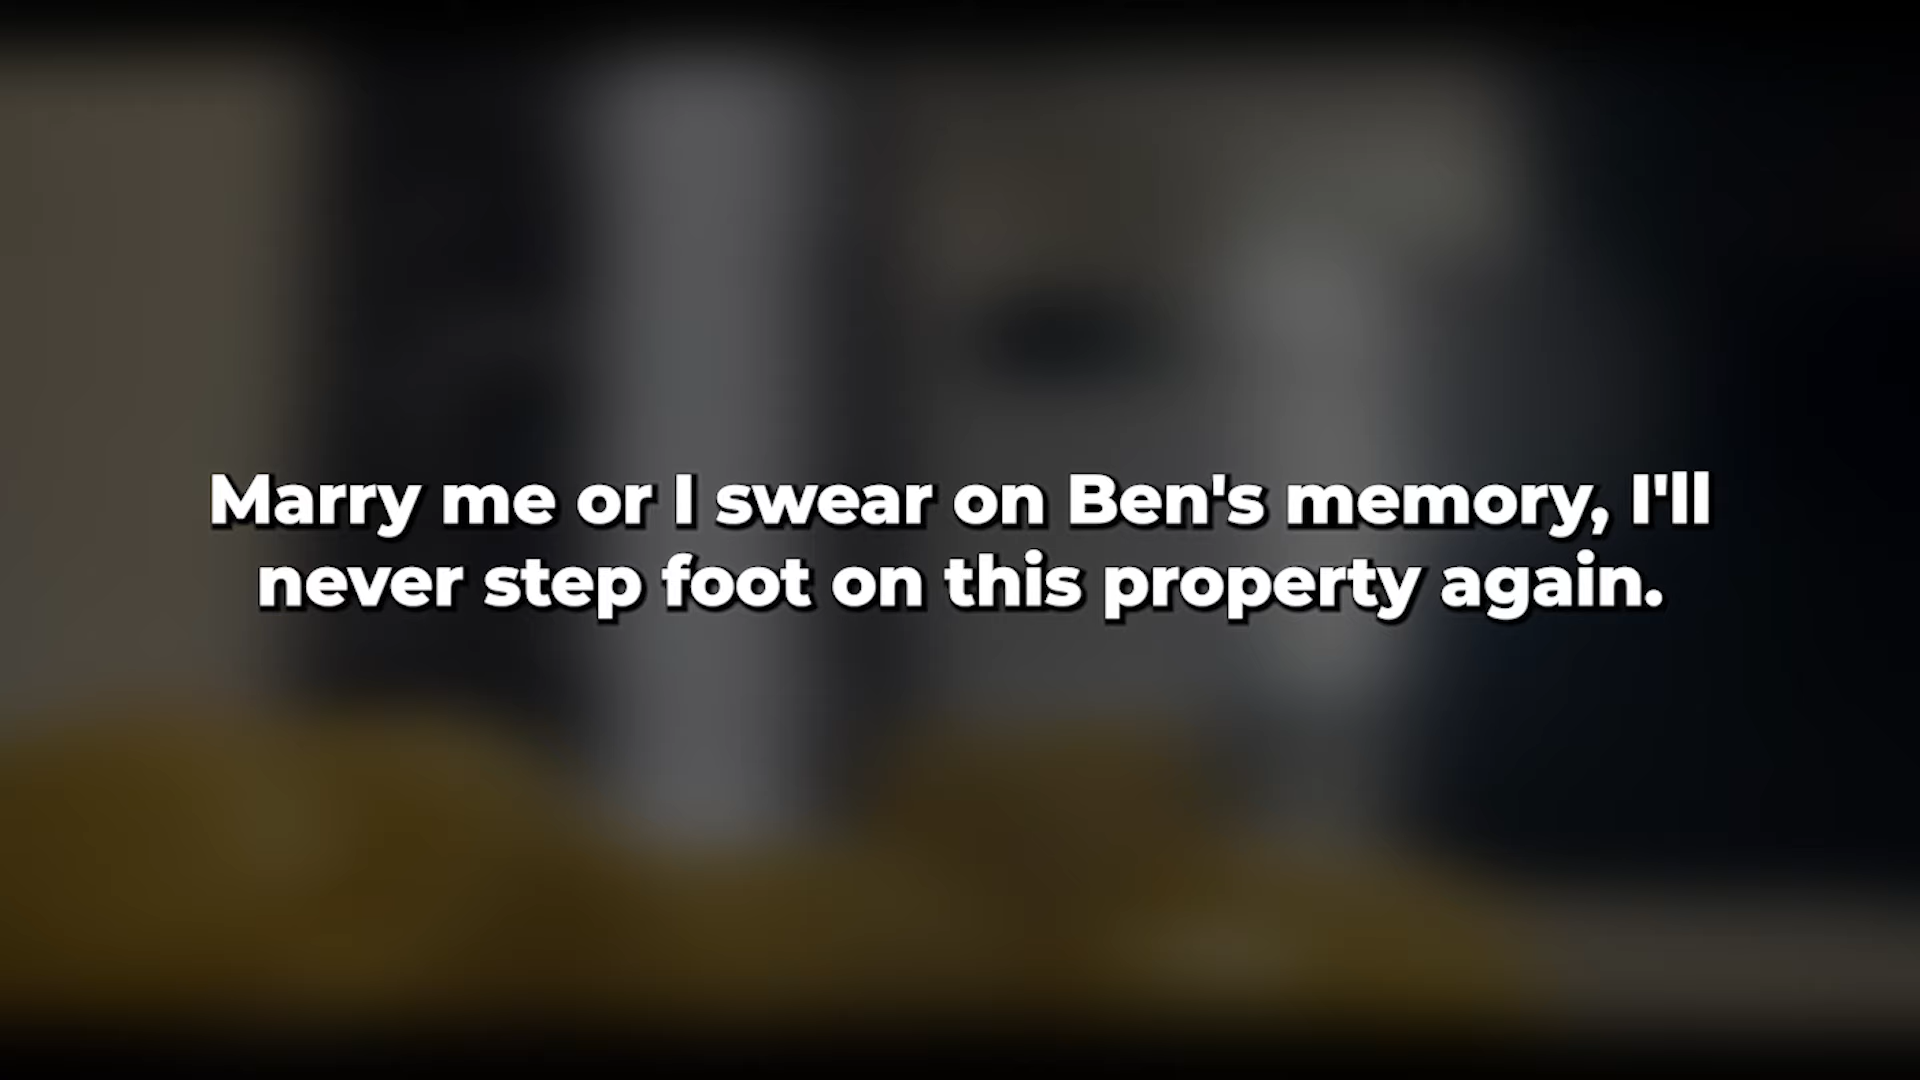 Marry me or I swear on Ben's memory, I'll
never step foot on this property again.